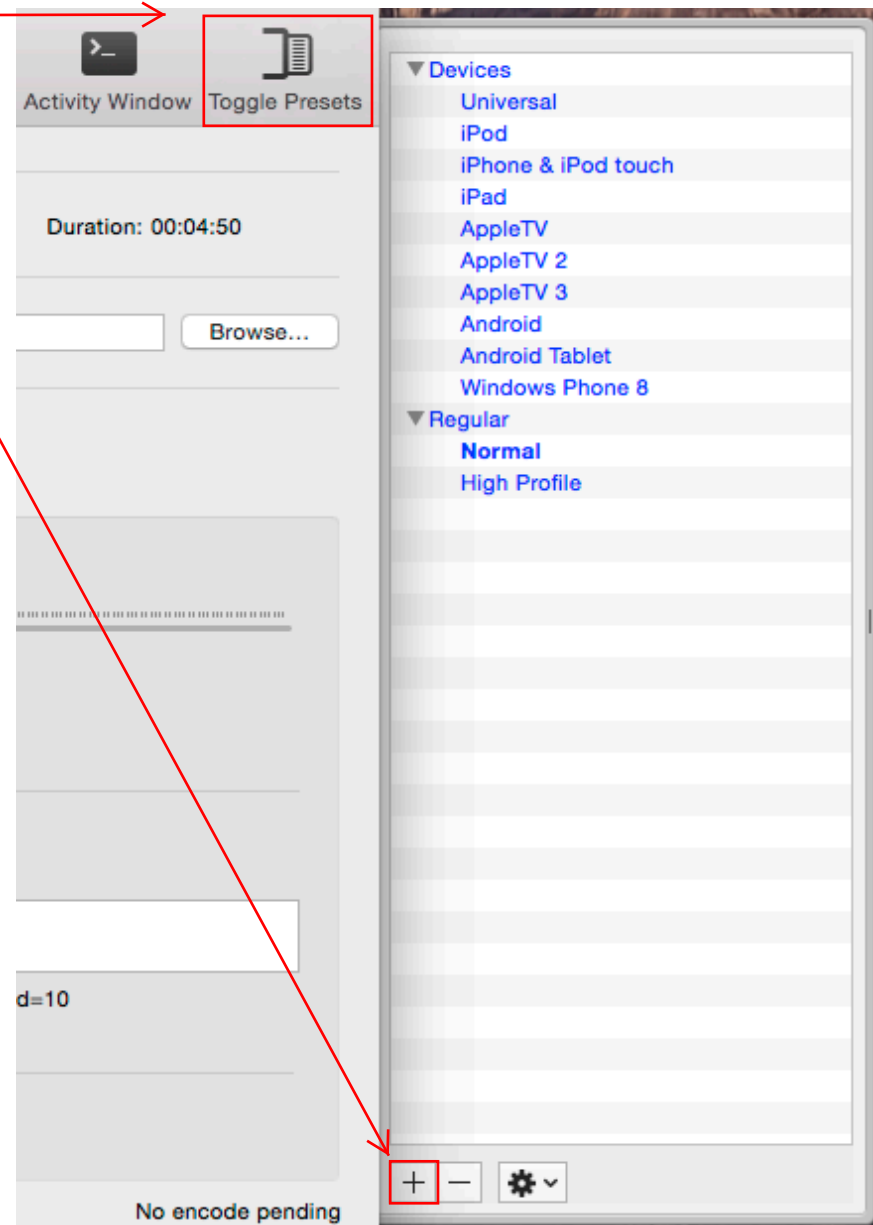 Activity Window Toggle Presets
Duration: 00:04:50
Browse...
d=10
No encode pending
Devices
Universal
iPod
iPhone & iPod touch
iPad
AppleTV
AppleTV 2
AppleTV 3
Android
Android Tablet
Windows Phone 8
Regular
Normal
High Profile